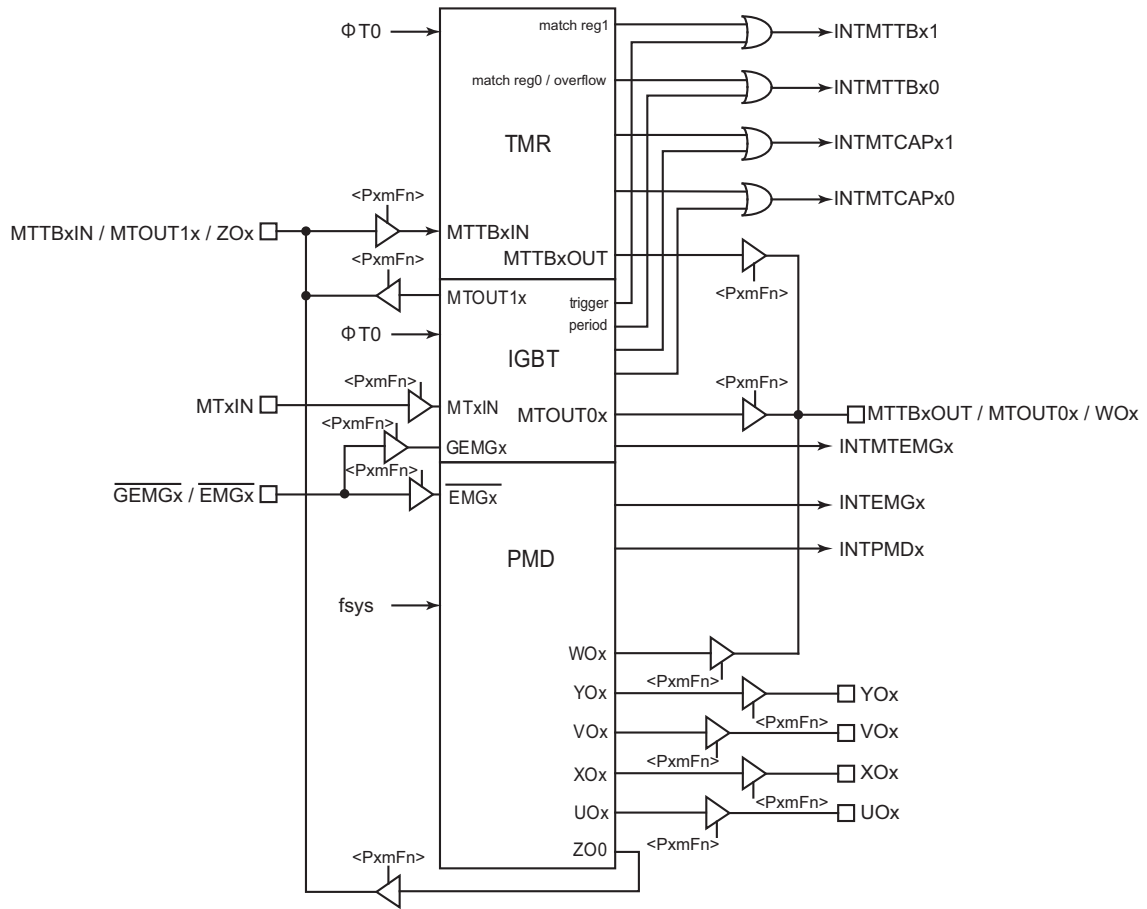 ΦT0
match reg1
INTMTTBx1
match reg0 / overflow
INTMTTBx0
TMR
INTMTCAPx1
<PxmFn>
INTMTCAPx0
MTTBxIN / MTOUT1x / ZOx
MTTBxIN
MTTBxOUT
<PxmFn>
<PxmFn>
MTOUT1x
trigger
period
ΦT0
IGBT
<PxmFn>
<PxmFn>
MTxIN
MTxIN
MTOUT0x
MTTBxOUT / MTOUT0x / WOx
<PxmFn>
GEMGx
INTMTEMGx
<PxmFn>
GEMGx / EMGx
EMGx
INTEMGx
PMD
INTPMDx
fsys
WOx
<PxmFn>
YOx
YOx
<PxmFn>
VOx
VOx
<PxmFn>
XOx
XOx
<PxmFn>
UOx
UOx
<PxmFn>
ZO0
<PxmFn>